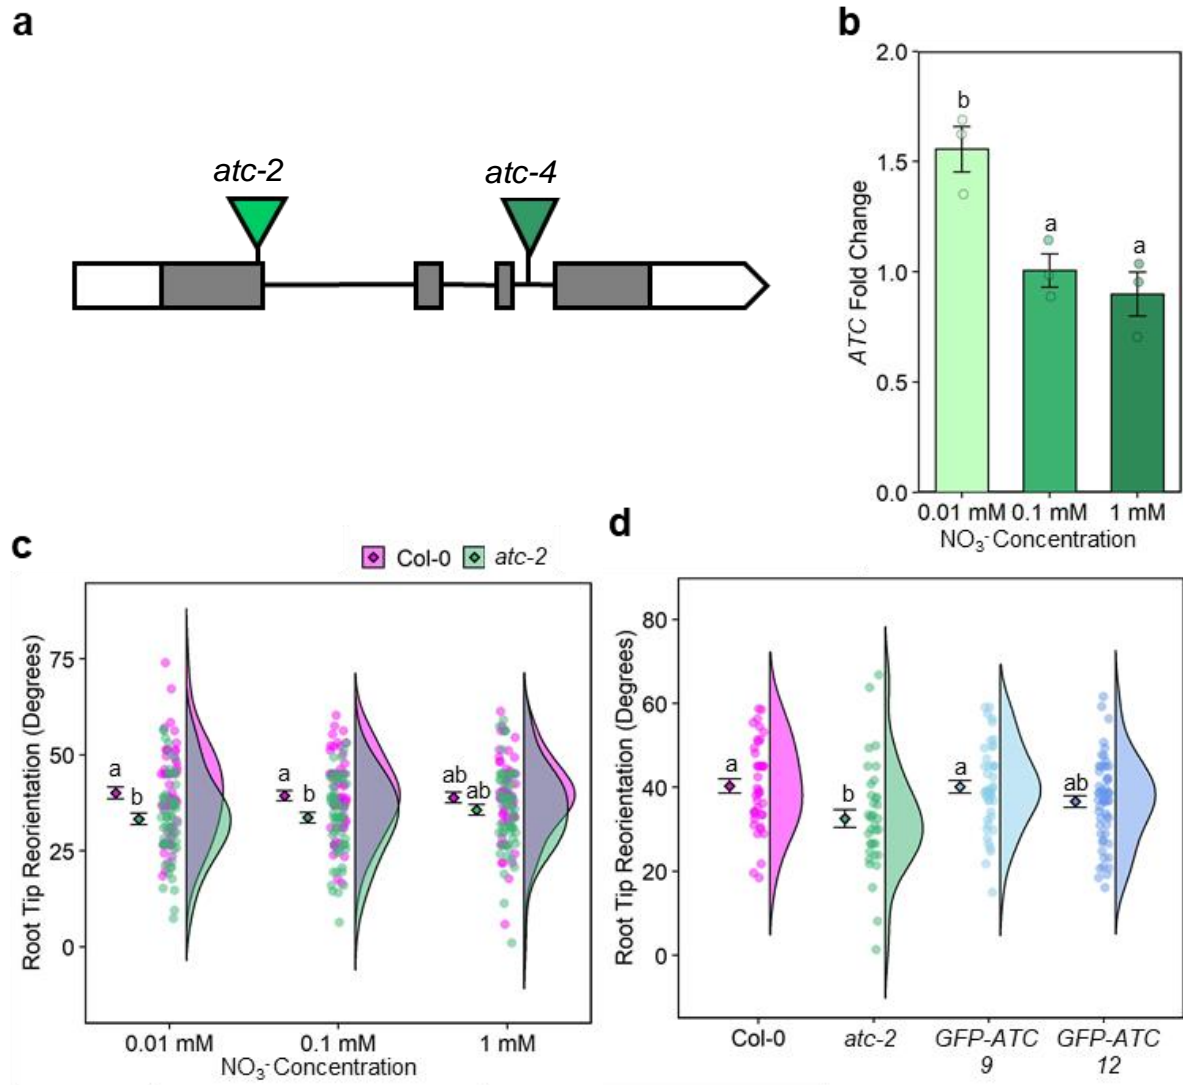 a
atc-2
atc-4
b
ATC Fold Change
2.0
1.5
1.0
0.5
0.0
b
a
a
0.01 mM 0.1 mM 1 mM
NO₃⁻ Concentration
c
Col-0 atc-2
Root Tip Reorientation (Degrees)
75
50
25
0
a
b
a
b
ab
ab
0.01 mM 0.1 mM 1 mM
NO₃⁻ Concentration
d
Root Tip Reorientation (Degrees)
80
60
40
20
0
a
b
a
ab
Col-0 atc-2 GFP-ATC GFP-ATC
9 12